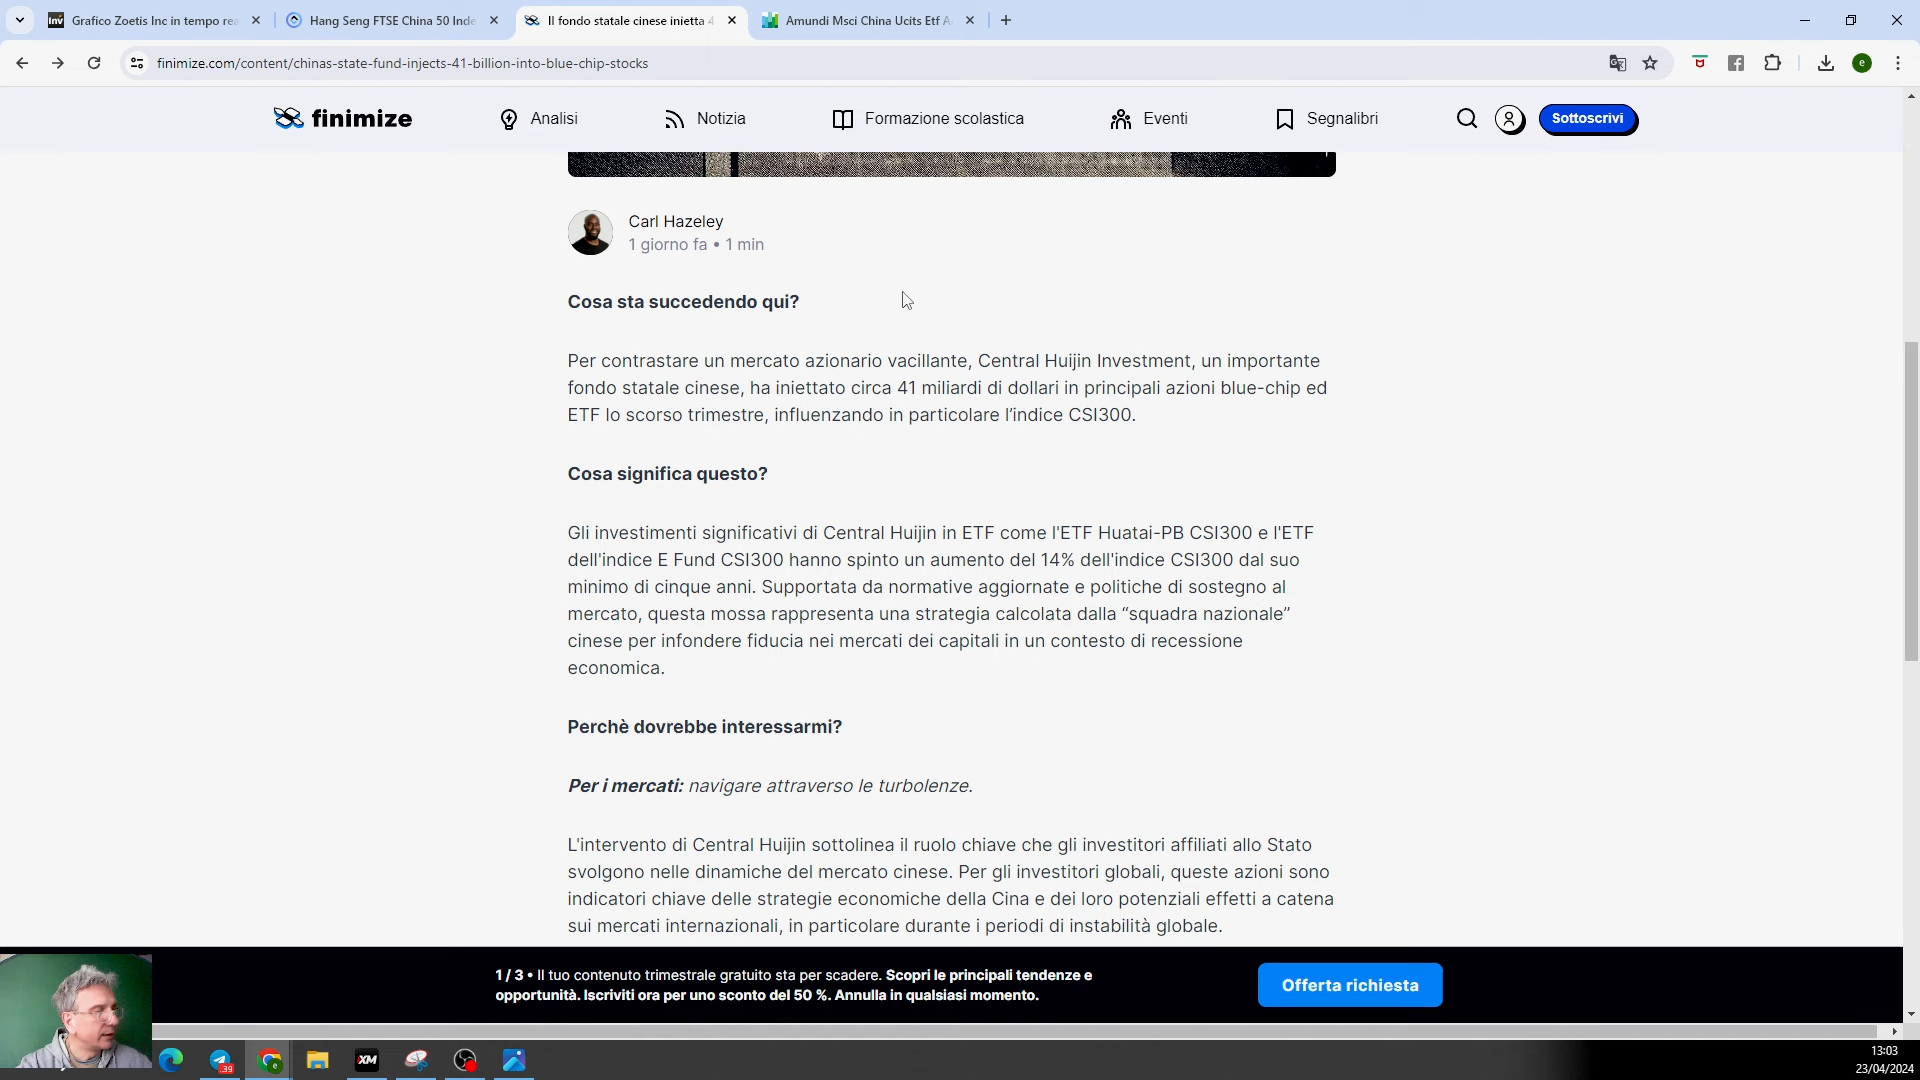 Grafico Zoetis Inc in tempo rea
Hang Seng FTSE China 50 Inde
Il fondo statale cinese inietta 4
Amundi Msci China Ucits Etf A
finimize.com/content/chinas-state-fund-injects-41-billion-into-blue-chip-stocks
finimize
Analisi
Notizia
Formazione scolastica
Eventi
Segnalibri
Sottoscrivi
Carl Hazeley
1 giorno fa • 1 min
Cosa sta succedendo qui?
Per contrastare un mercato azionario vacillante, Central Huijin Investment, un importante
fondo statale cinese, ha iniettato circa 41 miliardi di dollari in principali azioni blue-chip ed
ETF lo scorso trimestre, influenzando in particolare l'indice CSI300.
Cosa significa questo?
Gli investimenti significativi di Central Huijin in ETF come l'ETF Huatai-PB CSI300 e l'ETF
dell'indice E Fund CSI300 hanno spinto un aumento del 14% dell'indice CSI300 dal suo
minimo di cinque anni. Supportata da normative aggiornate e politiche di sostegno al
mercato, questa mossa rappresenta una strategia calcolata dalla “squadra nazionale”
cinese per infondere fiducia nei mercati dei capitali in un contesto di recessione
economica.
Perchè dovrebbe interessarmi?
Per i mercati: navigare attraverso le turbolenze.
L'intervento di Central Huijin sottolinea il ruolo chiave che gli investitori affiliati allo Stato
svolgono nelle dinamiche del mercato cinese. Per gli investitori globali, queste azioni sono
indicatori chiave delle strategie economiche della Cina e dei loro potenziali effetti a catena
sui mercati internazionali, in particolare durante i periodi di instabilità globale.
1 / 3 • Il tuo contenuto trimestrale gratuito sta per scadere. Scopri le principali tendenze e
opportunità. Iscriviti ora per uno sconto del 50 %. Annulla in qualsiasi momento.
Offerta richiesta
39
XM
13:03
23/04/2024